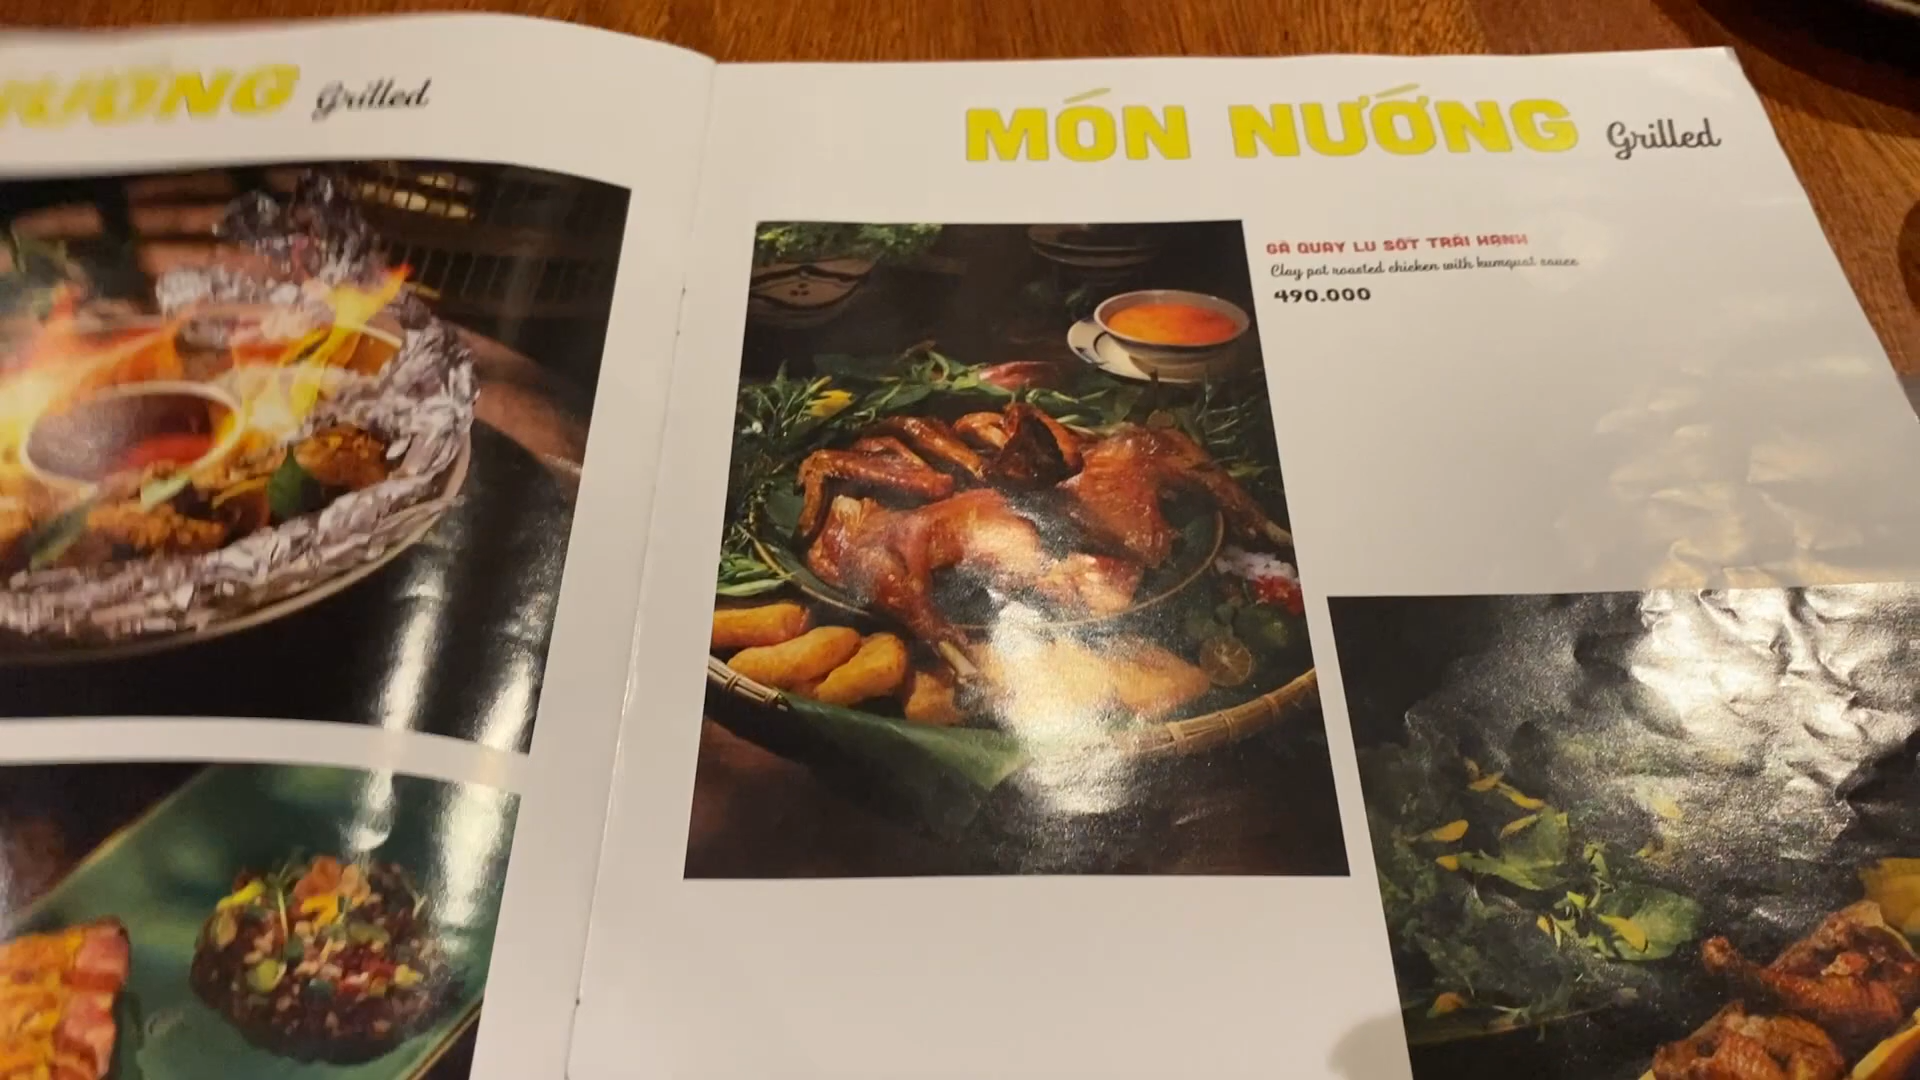 NƯỚNG Grilled
MÓN NƯỚNG Grilled
GÀ QUAY LU SỐT TRÁI HẠNH
Clay pot roasted chicken with kumquat sauce
490.000